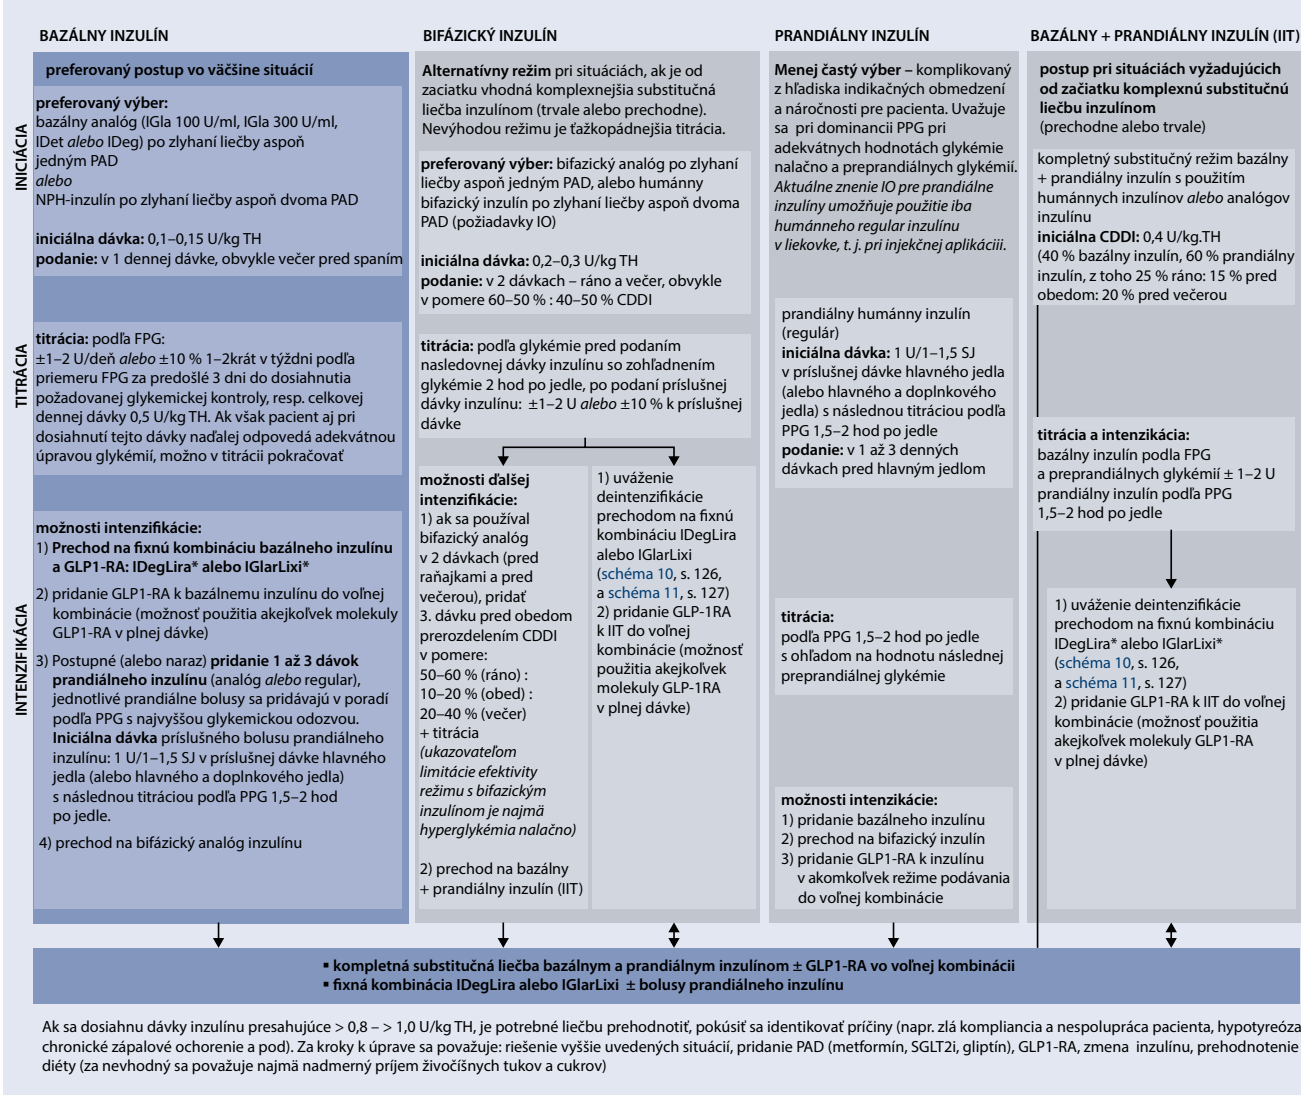 BAZÁLNY INZULÍN
preferovaný postup vo väčšine situácií
INICIÁCIA
preferovaný výber:
bazálny analóg (IGla 100 U/ml, IGla 300 U/ml,
IDet alebo IDeg) po zlyhaní liečby aspoň
jedným PAD
alebo
NPH-inzulín po zlyhaní liečby aspoň dvoma PAD
iniciálna dávka: 0,1–0,15 U/kg TH
podanie: v 1 dennej dávke, obvykle večer pred spaním
TITRÁCIA
titrácia: podľa FPG:
±1–2 U/deň alebo ±10 % 1–2krát v týždni podľa
priemeru FPG za predošlé 3 dni do dosiahnutia
požadovanej glykemickej kontroly, resp. celkovej
dennej dávky 0,5 U/kg TH. Ak však pacient aj pri
dosiahnutí tejto dávky naďalej odpovedá adekvátnou
úpravou glykémií, možno v titrácii pokračovať
INTENZIFIKÁCIA
možnosti intenzifikácie:
1) Prechod na fixnú kombináciu bazálneho inzulínu
a GLP1-RA: IDegLira* alebo IGlarLixi*
2) pridanie GLP1-RA k bazálnemu inzulínu do voľnej
kombinácie (možnosť použitia akejkoľvek molekuly
GLP1-RA v plnej dávke)
3) Postupné (alebo naraz) pridanie 1 až 3 dávok
prandiálneho inzulínu (analóg alebo regular),
jednotlivé prandiálne bolusy sa pridávajú v poradí
podľa PPG s najvyššou glykemickou odozvou.
Iniciálna dávka príslušného bolusu prandiálneho
inzulínu: 1 U/1–1,5 SJ v príslušnej dávke hlavného
jedla (alebo hlavného a doplnkového jedla)
s následnou titráciou podľa PPG 1,5–2 hod
po jedle.
4) prechod na bifázický analóg inzulínu
BIFÁZICKÝ INZULÍN
Alternatívny režim pri situáciách, ak je od
zaciatku vhodná komplexnejšia substitučná
liečba inzulínom (trvale alebo prechodne).
Nevýhodou režimu je ťažkopádnejšia titrácia.
preferovaný výber: bifazický analóg po zlyhaní
liečby aspoň jedným PAD, alebo humánny
bifazický inzulín po zlyhaní liečby aspoň dvoma
PAD (požiadavky IO)
iniciálna dávka: 0,2–0,3 U/kg TH
podanie: v 2 dávkach – ráno a večer, obvykle
v pomere 60–50 % : 40–50 % CDDI
titrácia: podľa glykémie pred podaním
nasledovnej dávky inzulínu so zohľadnením
glykémie 2 hod po jedle, po podaní príslušnej
dávky inzulínu: ±1–2 U alebo ±10 % k príslušnej
dávke
možnosti ďalšej
intenzifikácie:
1) ak sa používal
bifazický analóg
v 2 dávkach (pred
raňajkami a pred
večerou), pridať
3. dávku pred obedom
prerozdelením CDDI
v pomere:
50–60 % (ráno) :
10–20 % (obed) :
20–40 % (večer)
+ titrácia
(ukazovateľom
limitácie efektivity
režimu s bifazickým
inzulínom je najmä
hyperglykémia nalačno)
2) prechod na bazálny
+ prandiálny inzulín (IIT)
1) uváženie
deintenzifikácie
prechodom na fixnú
kombináciu IDegLira
alebo IGlarLixi
(schéma 10, s. 126,
a schéma 11, s. 127)
2) pridanie GLP-1RA
k IIT do voľnej
kombinácie (možnosť
použitia akejkoľvek
molekuly GLP-1RA
v plnej dávke)
PRANDIÁLNY INZULÍN
Menej častý výber – komplikovaný
z hľadiska indikačných obmedzení
a náročnosti pre pacienta. Uvažuje
sa pri dominancii PPG pri
adekvátnych hodnotách glykémie
nalačno a preprandiálnych glykémií.
Aktuálne znenie IO pre prandiálne
inzulíny umožňuje použitie iba
humánneho regular inzulínu
v liekovke, t. j. pri injekčnej aplikáciii.
prandiálny humánny inzulín
(regulár)
iniciálna dávka: 1 U/1–1,5 SJ
v príslušnej dávke hlavného jedla
(alebo hlavného a doplnkového
jedla) s následnou titráciou podľa
PPG 1,5–2 hod po jedle
podanie: v 1 až 3 denných
dávkach pred hlavným jedlom
titrácia:
podľa PPG 1,5–2 hod po jedle
s ohľadom na hodnotu následnej
preprandiálnej glykémie
možnosti intenzikácie:
1) pridanie bazálneho inzulínu
2) prechod na bifazický inzulín
3) pridanie GLP1-RA k inzulínu
v akomkoľvek režime podávania
do voľnej kombinácie
BAZÁLNY + PRANDIÁLNY INZULÍN (IIT)
postup pri situáciách vyžadujúcich
od začiatku komplexnú substitučnú
liečbu inzulínom
(prechodne alebo trvale)
kompletný substitučný režim bazálny
+ prandiálny inzulín s použitím
humánnych inzulínov alebo analógov
inzulínu
iniciálna CDDI: 0,4 U/kg.TH
(40 % bazálny inzulín, 60 % prandiálny
inzulín, z toho 25 % ráno: 15 % pred
obedom: 20 % pred večerou
titrácia a intenzikácia:
bazálny inzulín podla FPG
a preprandiálnych glykémií ± 1–2 U
prandiálny inzulín podľa PPG
1,5–2 hod po jedle
1) uváženie deintenzifikácie
prechodom na fixnú kombináciu
IDegLira* alebo IGlarLixi*
(schéma 10, s. 126,
a schéma 11, s. 127)
2) pridanie GLP1-RA k IIT do voľnej
kombinácie (možnosť použitia
akejkoľvek molekuly GLP1-RA
v plnej dávke)
▪ kompletná substitučná liečba bazálnym a prandiálnym inzulínom ± GLP1-RA vo voľnej kombinácii
▪ fixná kombinácia IDegLira alebo IGlarLixi ± bolusy prandiálneho inzulínu
Ak sa dosiahnu dávky inzulínu presahujúce > 0,8 – > 1,0 U/kg TH, je potrebné liečbu prehodnotiť, pokúsiť sa identikovať príčiny (napr. zlá kompliancia a nespolupráca pacienta, hypotyreóza
chronické zápalové ochorenie a pod). Za kroky k úprave sa považuje: riešenie vyššie uvedených situácií, pridanie PAD (metformín, SGLT2i, gliptín), GLP1-RA, zmena inzulínu, prehodnotenie
diéty (za nevhodný sa považuje najmä nadmerný príjem živočíšnych tukov a cukrov)